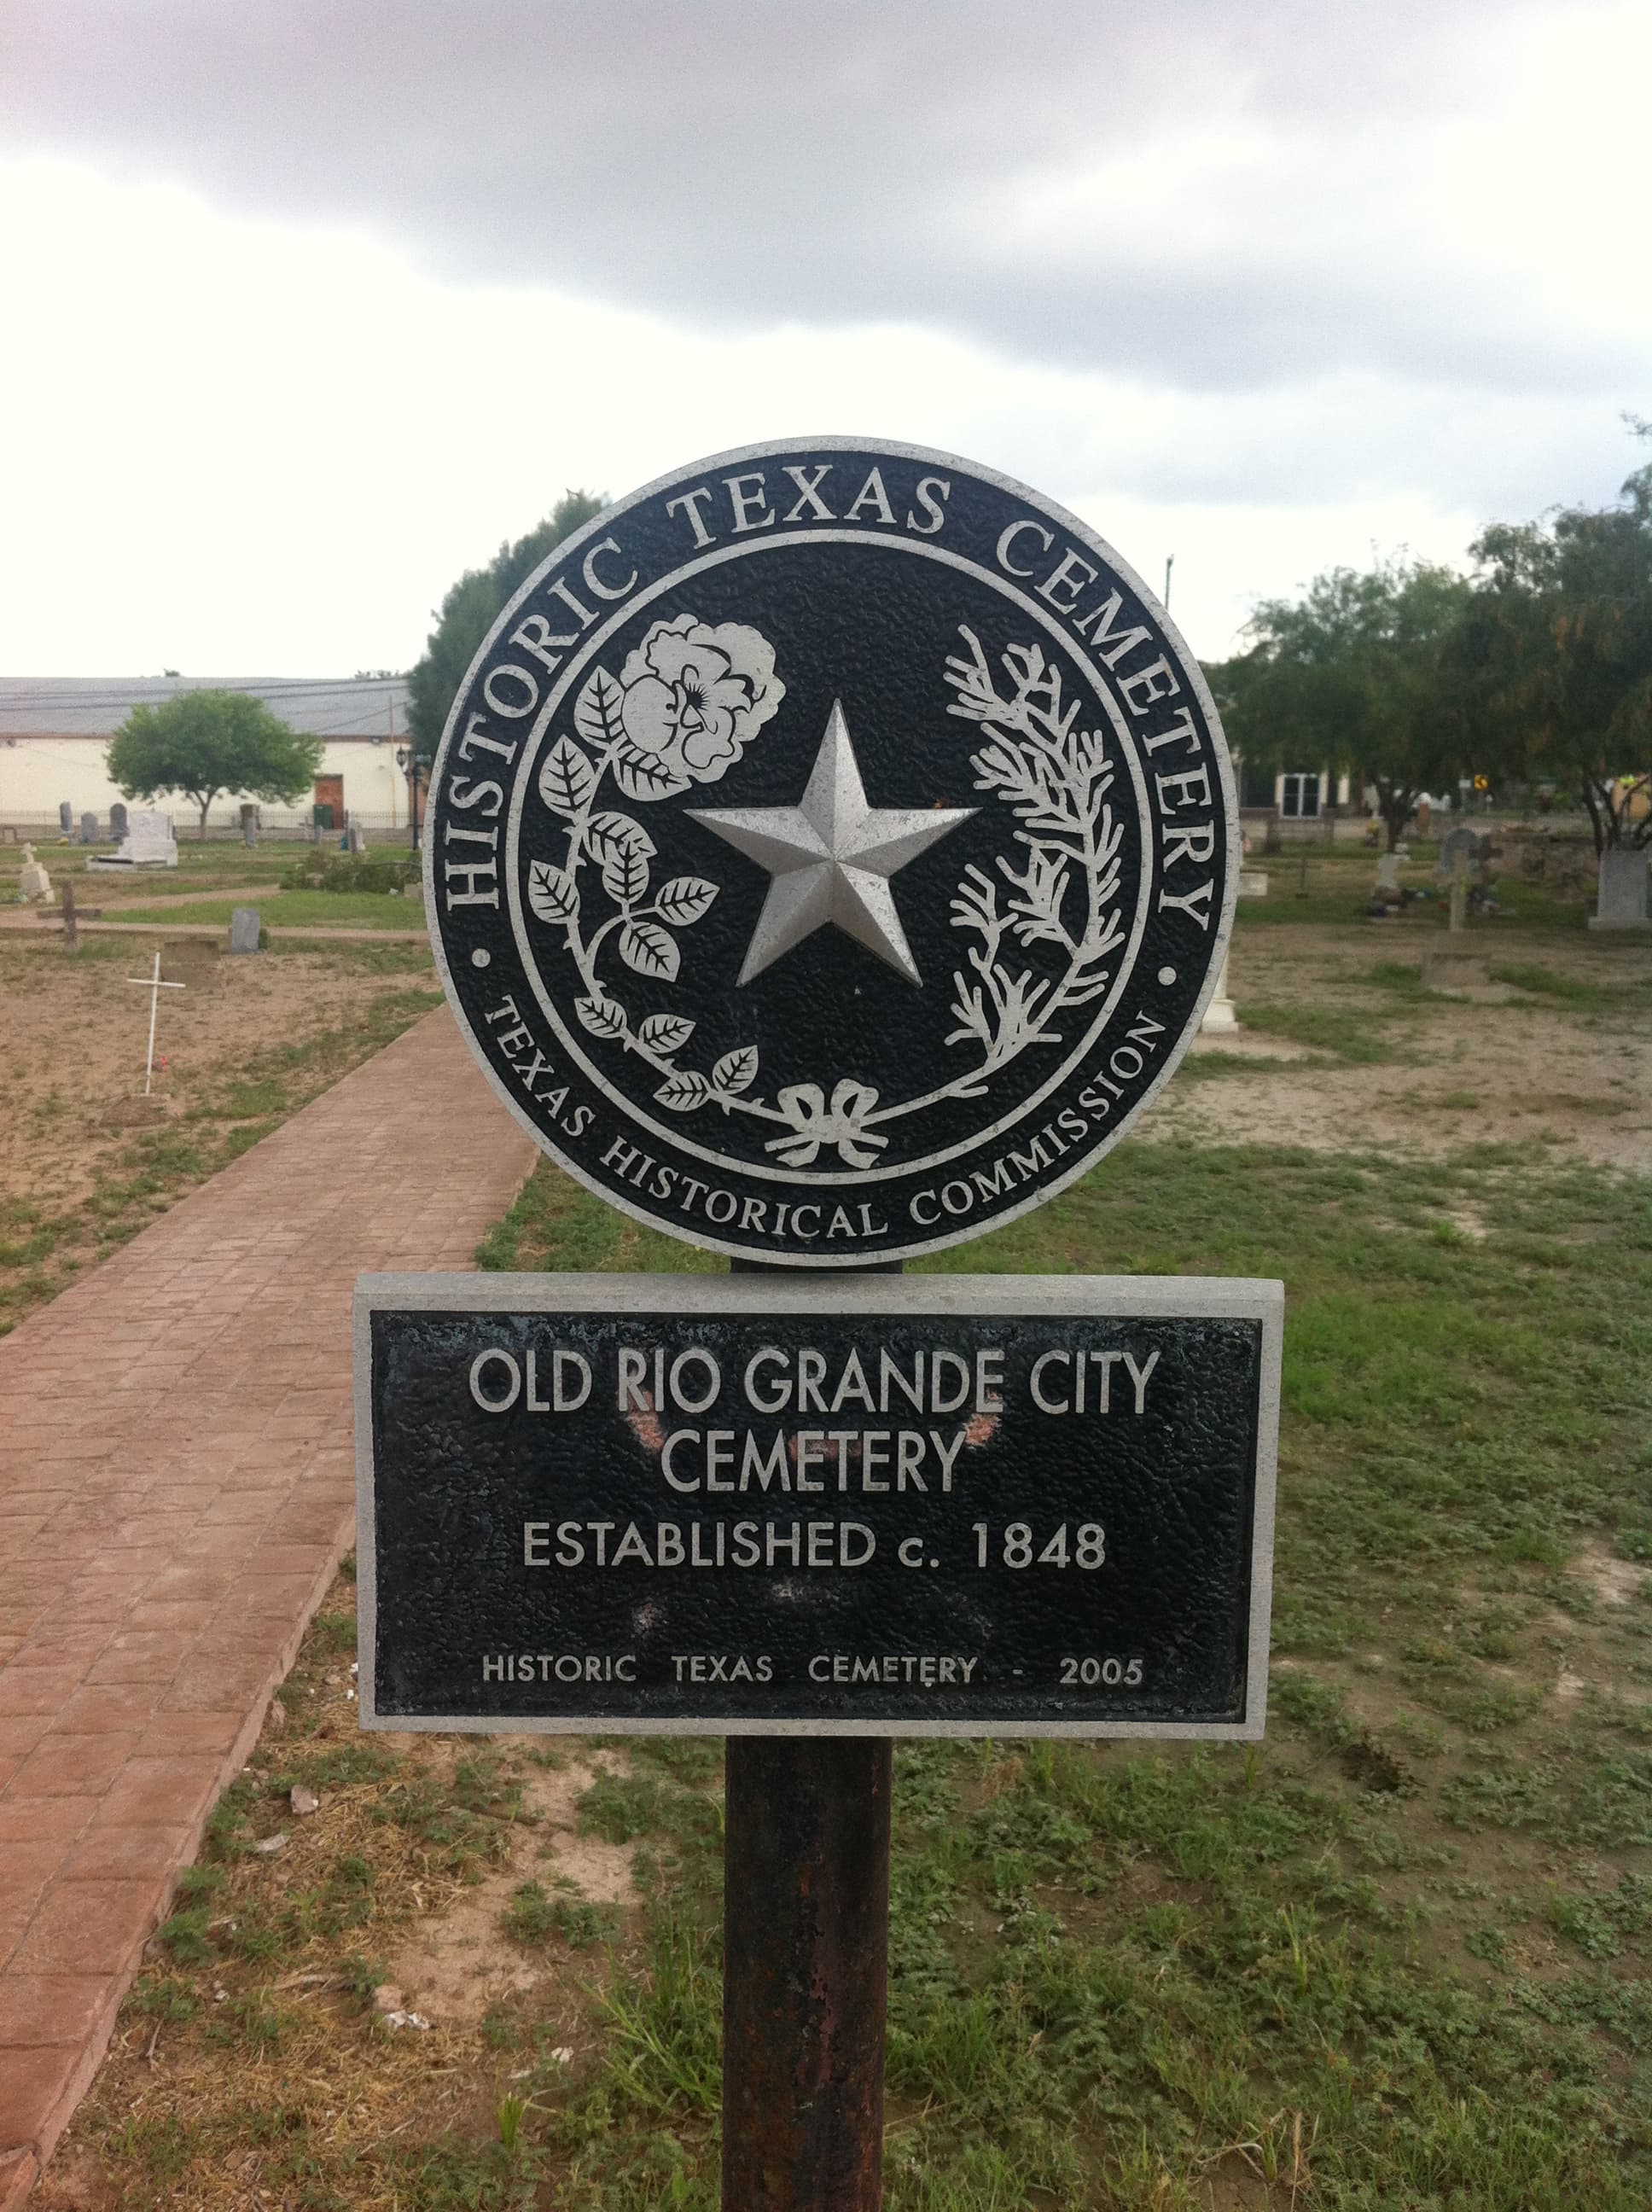 HISTORIC TEXAS CEMETERY
TEXAS HISTORICAL COMMISSION
OLD RIO GRANDE CITY
CEMETERY
ESTABLISHED c. 1848
HISTORIC TEXAS CEMETERY - 2005